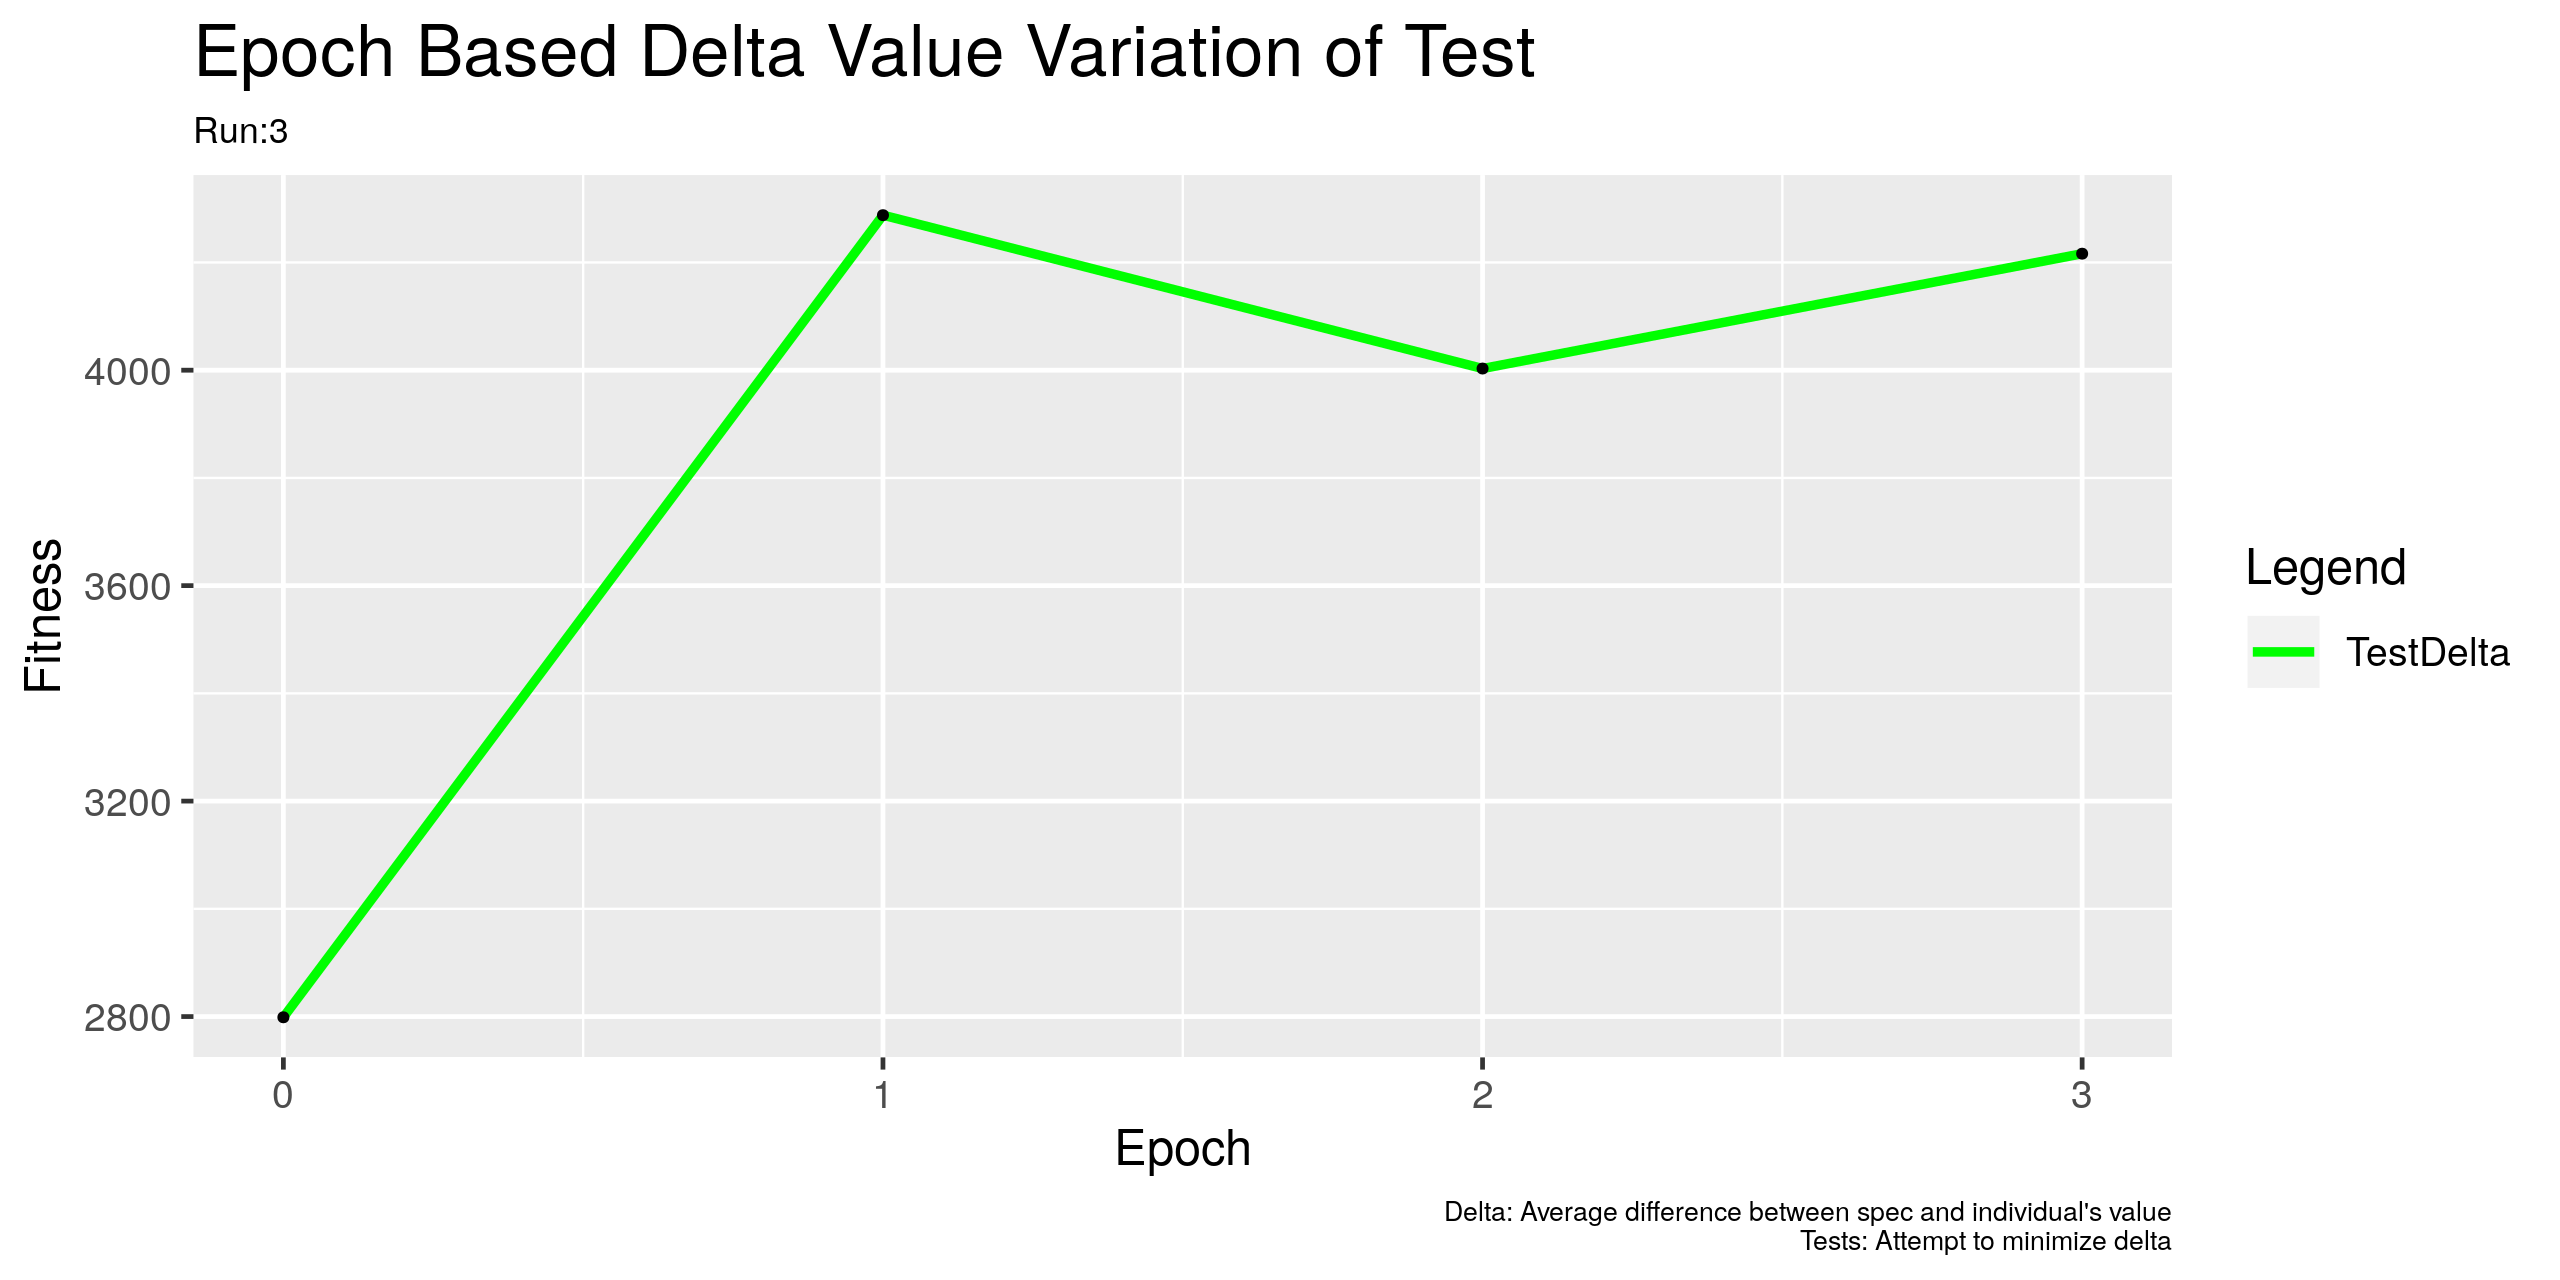 Epoch Based Delta Value Variation of Test
Run:3
Fitness
4000
3600
3200
2800
0 1 2 3
Epoch
Legend
TestDelta
Delta: Average difference between spec and individual's value
Tests: Attempt to minimize delta